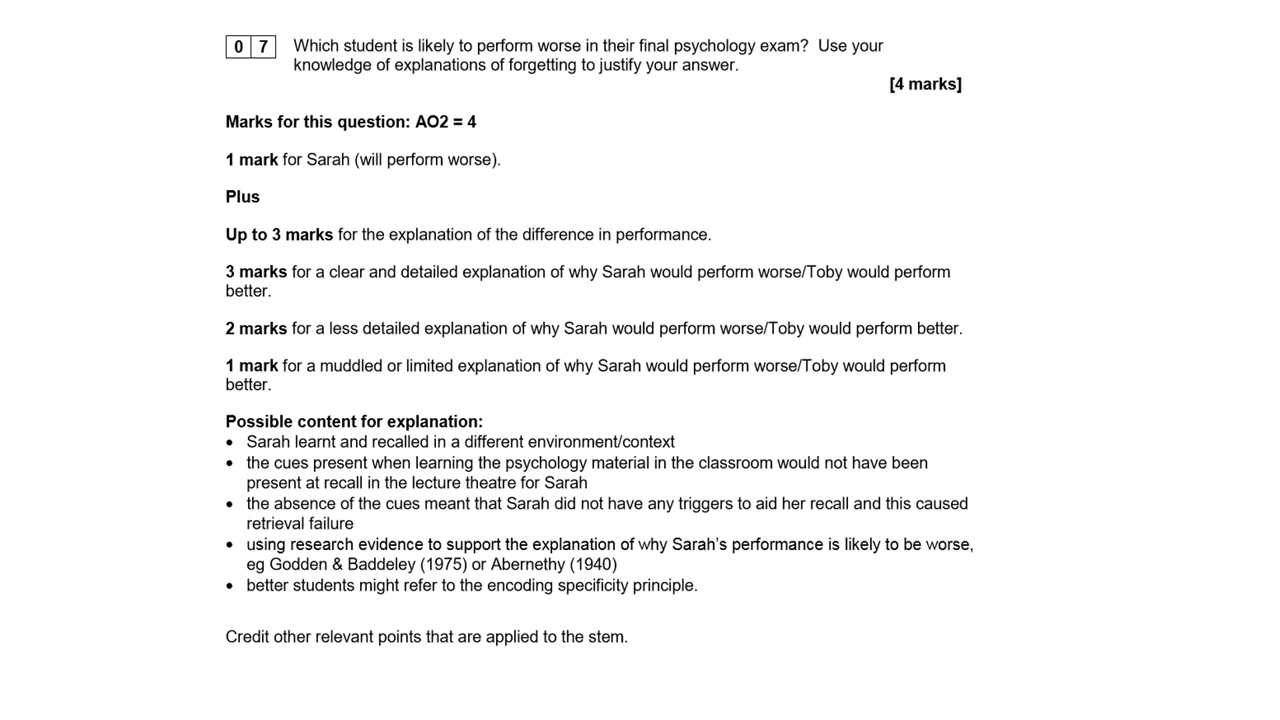 0 7 Which student is likely to perform worse in their final psychology exam? Use your
knowledge of explanations of forgetting to justify your answer.
[4 marks]
Marks for this question: AO2 = 4
1 mark for Sarah (will perform worse).
Plus
Up to 3 marks for the explanation of the difference in performance.
3 marks for a clear and detailed explanation of why Sarah would perform worse/Toby would perform
better.
2 marks for a less detailed explanation of why Sarah would perform worse/Toby would perform better.
1 mark for a muddled or limited explanation of why Sarah would perform worse/Toby would perform
better.
Possible content for explanation:
• Sarah learnt and recalled in a different environment/context
• the cues present when learning the psychology material in the classroom would not have been
present at recall in the lecture theatre for Sarah
• the absence of the cues meant that Sarah did not have any triggers to aid her recall and this caused
retrieval failure
• using research evidence to support the explanation of why Sarah's performance is likely to be worse,
eg Godden & Baddeley (1975) or Abernethy (1940)
• better students might refer to the encoding specificity principle.
Credit other relevant points that are applied to the stem.